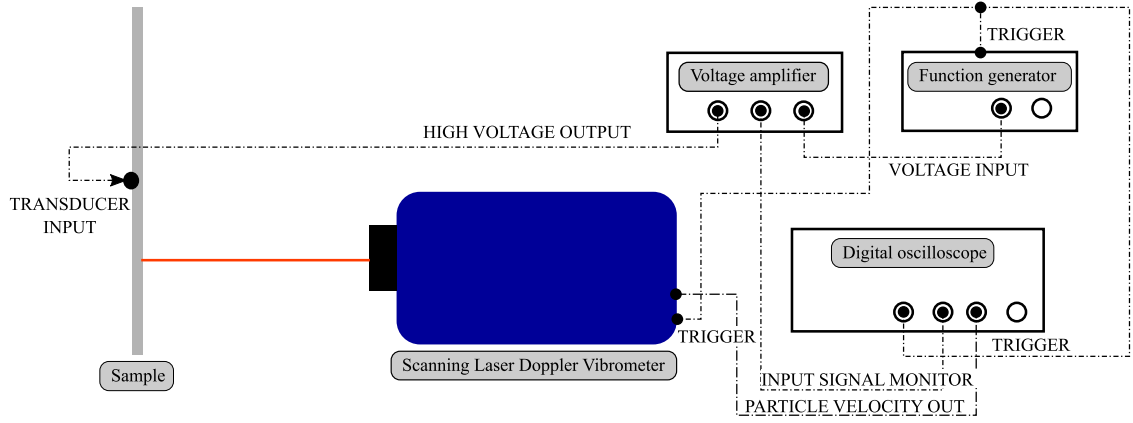 TRIGGER
Voltage amplifier
Function generator
HIGH VOLTAGE OUTPUT
VOLTAGE INPUT
TRANSDUCER
INPUT
Digital oscilloscope
TRIGGER
TRIGGER
Scanning Laser Doppler Vibrometer
Sample
INPUT SIGNAL MONITOR
PARTICLE VELOCITY OUT